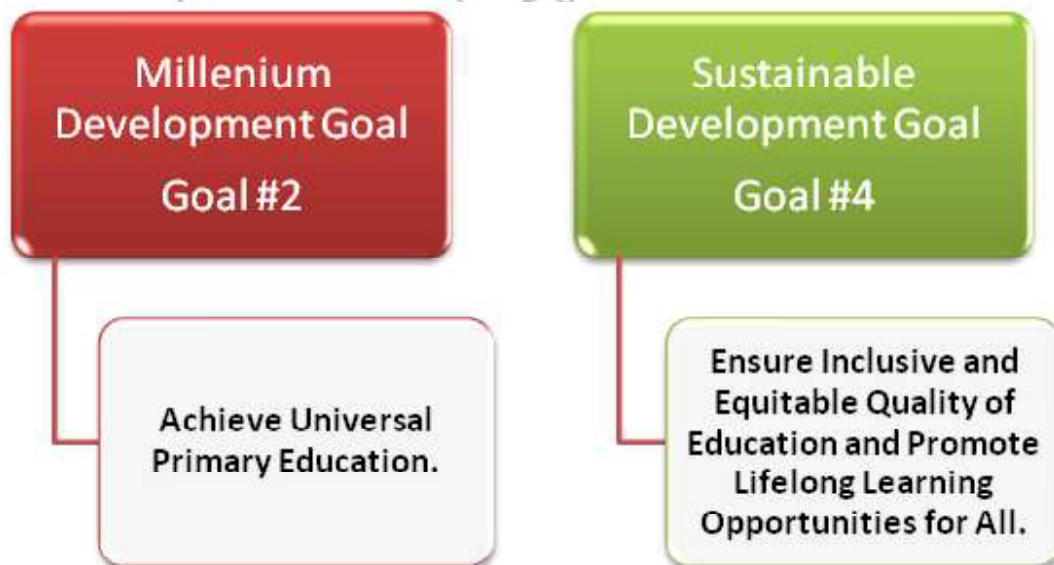 Millenium
Development Goal
Goal #2
Achieve Universal
Primary Education.
Sustainable
Development Goal
Goal #4
Ensure Inclusive and
Equitable Quality of
Education and Promote
Lifelong Learning
Opportunities for All.